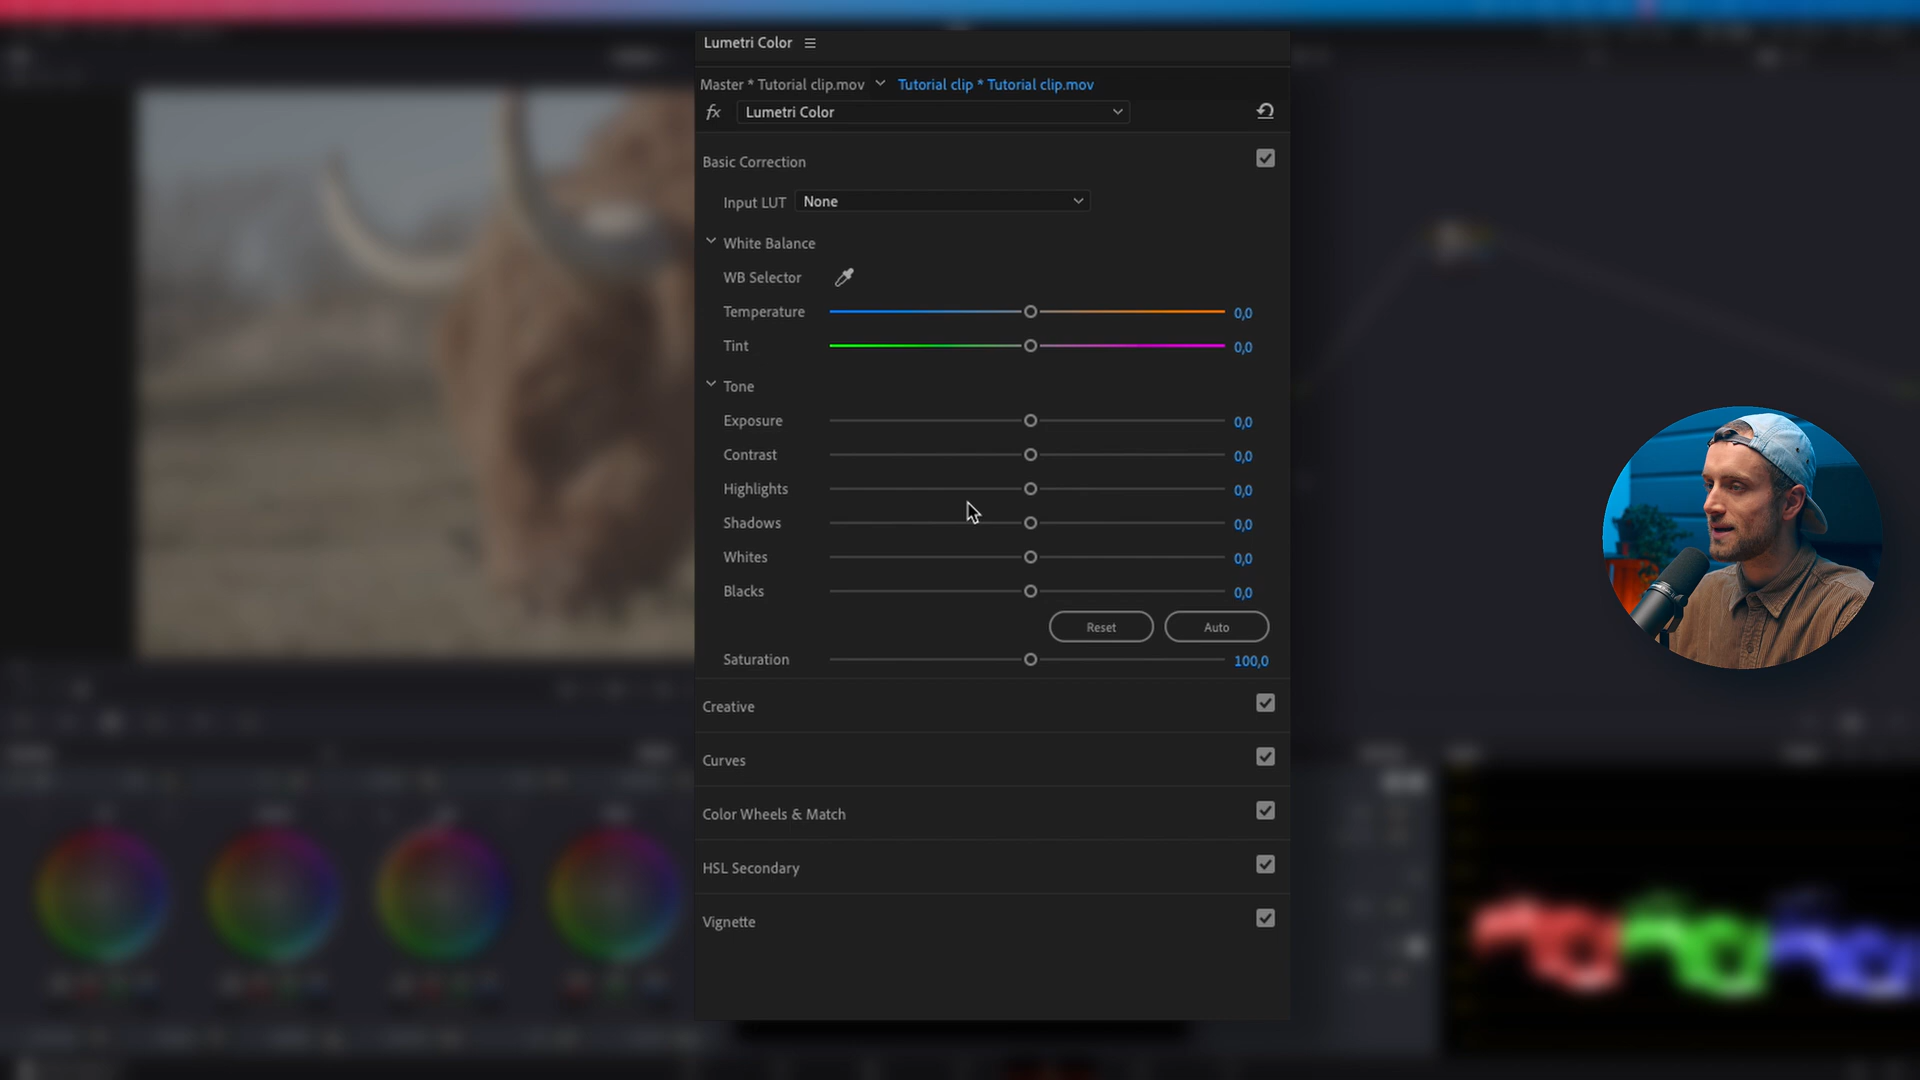 Lumetri Color
Master * Tutorial clip.mov
Tutorial clip * Tutorial clip.mov
fx
Lumetri Color
Basic Correction
Input LUT
None
White Balance
WB Selector
Temperature
0,0
Tint
0,0
Tone
Exposure
0,0
Contrast
0,0
Highlights
0,0
Shadows
0,0
Whites
0,0
Blacks
0,0
Reset
Auto
Saturation
100,0
Creative
Curves
Color Wheels & Match
HSL Secondary
Vignette